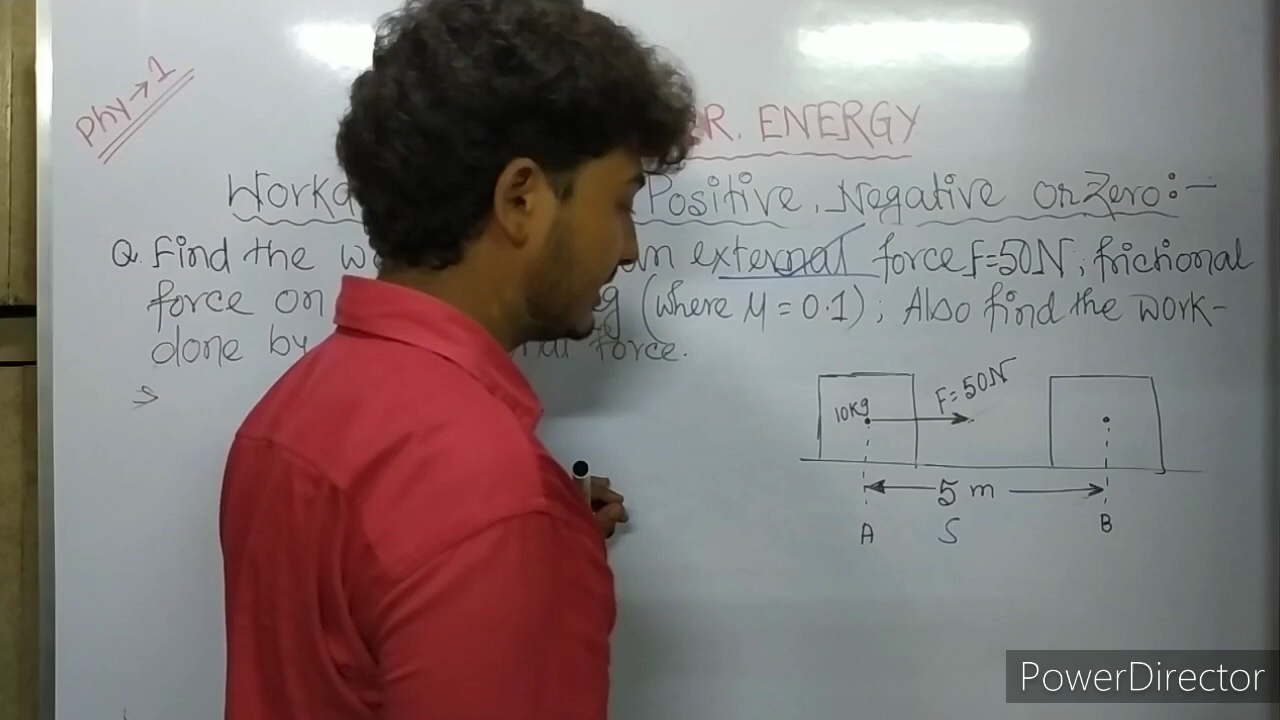 Phy→1
R. ENERGY
Positive, Negative or Zero:-
Q. Find the external force F=50N, frictional
force on (where μ = 0.1); Also find the work-
done by force.
10Kg
F=50N
5 m
A S B
PowerDirector